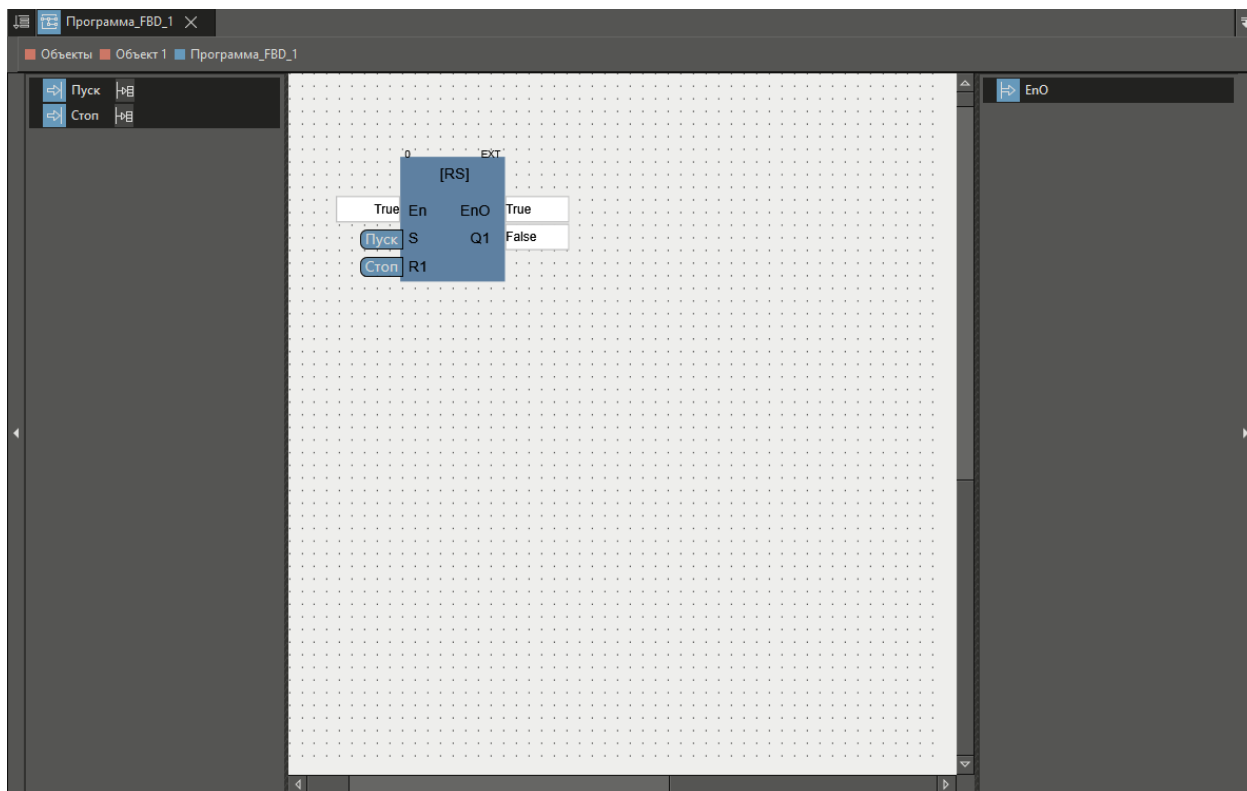 Программа_FBD_1
Объекты Объект 1 Программа_FBD_1
Пуск
Стоп
EnO
0 EXT
[RS]
True En EnO True
Пуск S Q1 False
Стоп R1